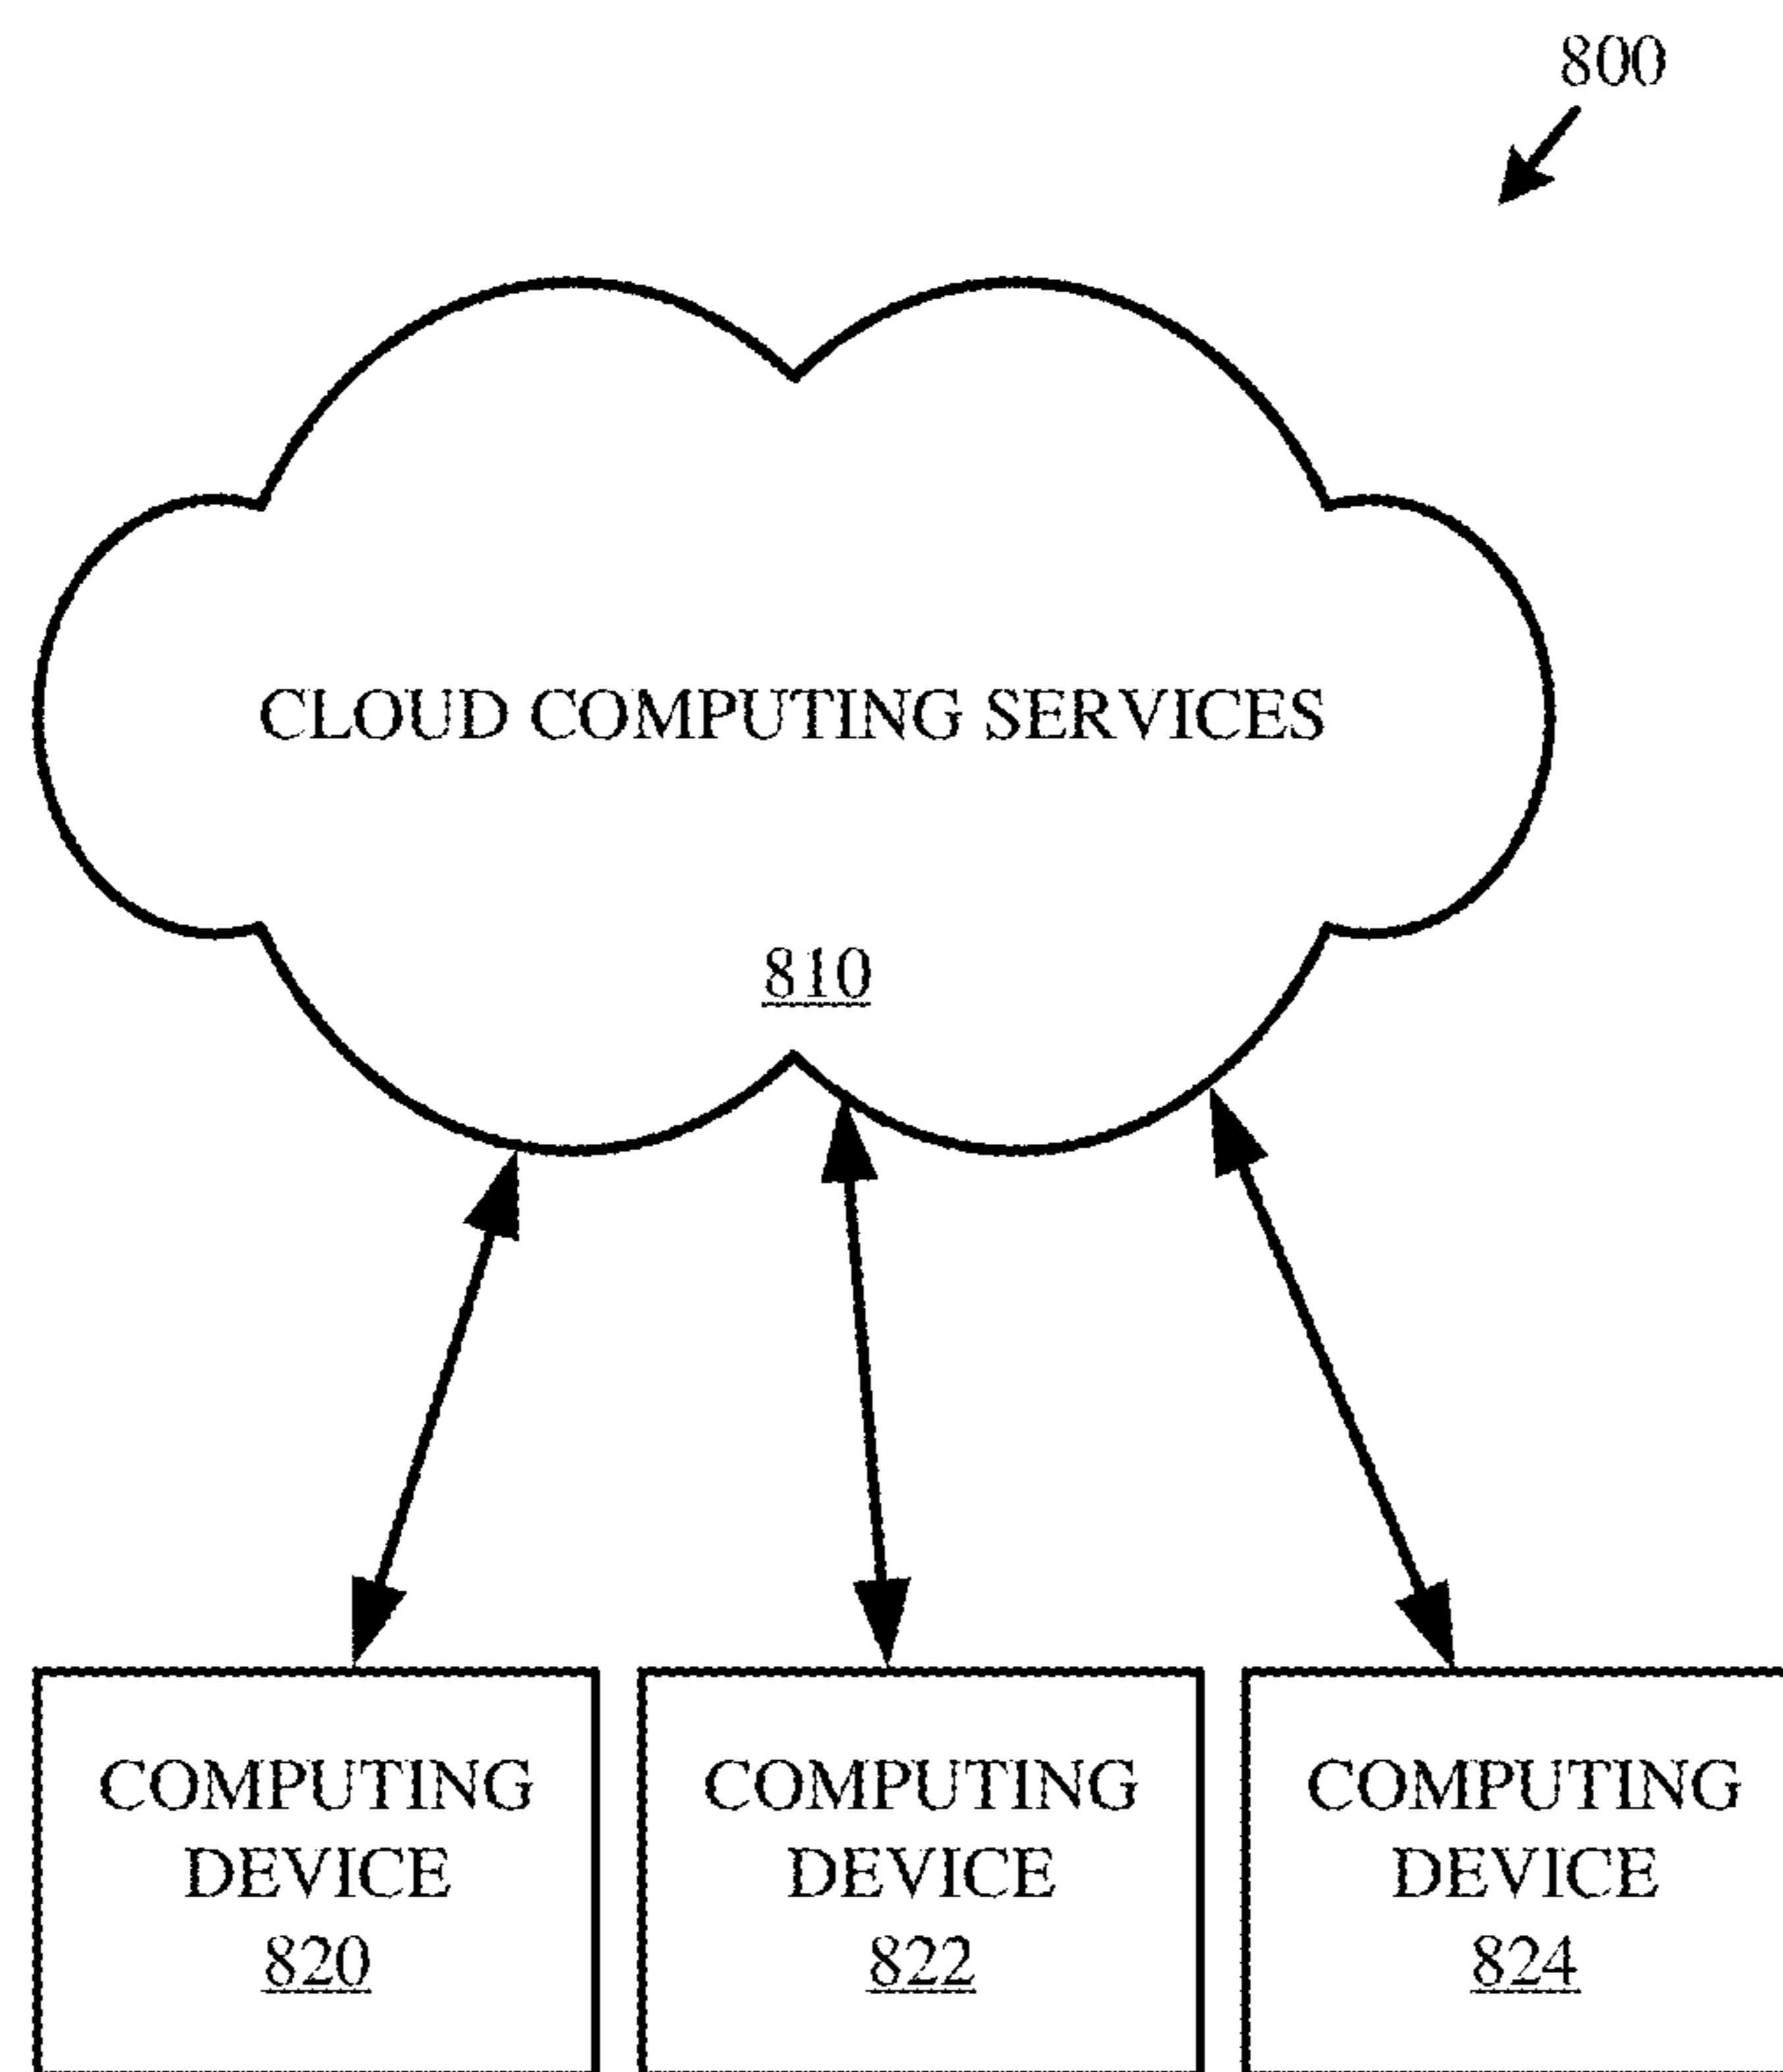 800
CLOUD COMPUTING SERVICES
810
COMPUTING
DEVICE
820
COMPUTING
DEVICE
822
COMPUTING
DEVICE
824